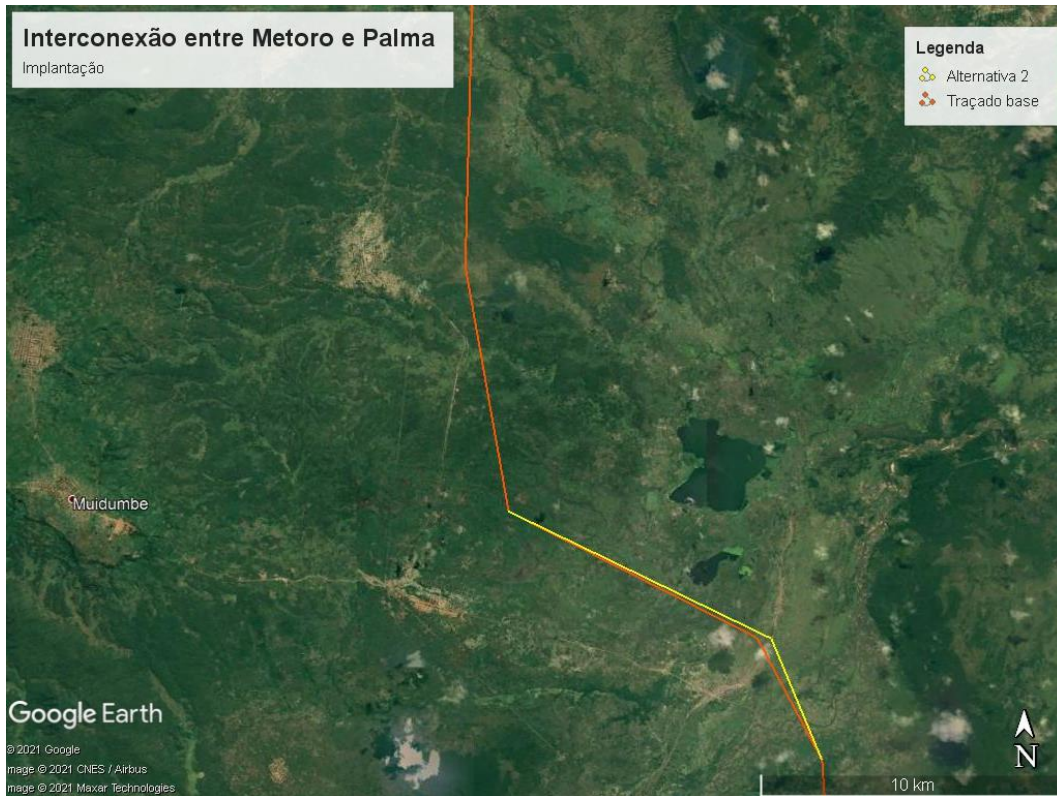 Interconexão entre Metoro e Palma
Implantação
Legenda
Alternativa 2
Traçado base
Muidumbe
Google Earth
© 2021 Google
mage © 2021 CNES / Airbus
mage © 2021 Maxar Technologies
N
10 km